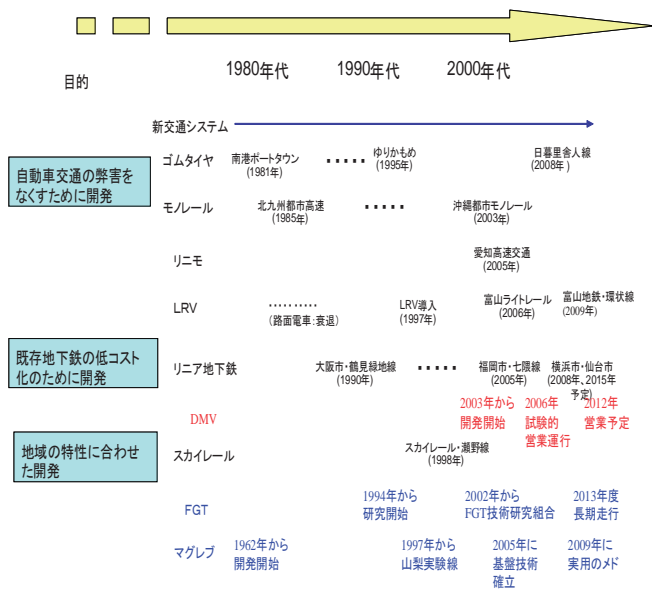 1980年代
1990年代
2000年代
目的
新交通システム
自動車交通の弊害を
なくすために開発
ゴムタイヤ
南港ポートタウン
(1981年)
・・・・・
ゆりかもめ
(1995年)
日暮里舎人線
(2008年 )
モノレール
北九州都市高速
(1985年)
・・・・・
沖縄都市モノレール
(2003年)
リニモ
愛知高速交通
(2005年)
LRV
・・・・・・・・・・
(路面電車:衰退)
LRV導入
(1997年)
富山ライトレール
(2006年)
富山地鉄・環状線
(2009年)
既存地下鉄の低コスト
化のために開発
リニア地下鉄
大阪市・鶴見緑地線
(1990年)
・・・・・
福岡市・七隈線
(2005年)
横浜市・仙台市
(2008年、2015年
予定)
DMV
2003年から
開発開始
2006年
試験的
営業運行
2012年
営業予定
地域の特性に合わせ
た開発
スカイレール
スカイレール・瀬野線
(1998年)
FGT
1994年から
研究開始
2002年から
FGT技術研究組合
2013年度
長期走行
マグレブ
1962年から
開発開始
1997年から
山梨実験線
2005年に
基盤技術
確立
2009年に
実用のメド